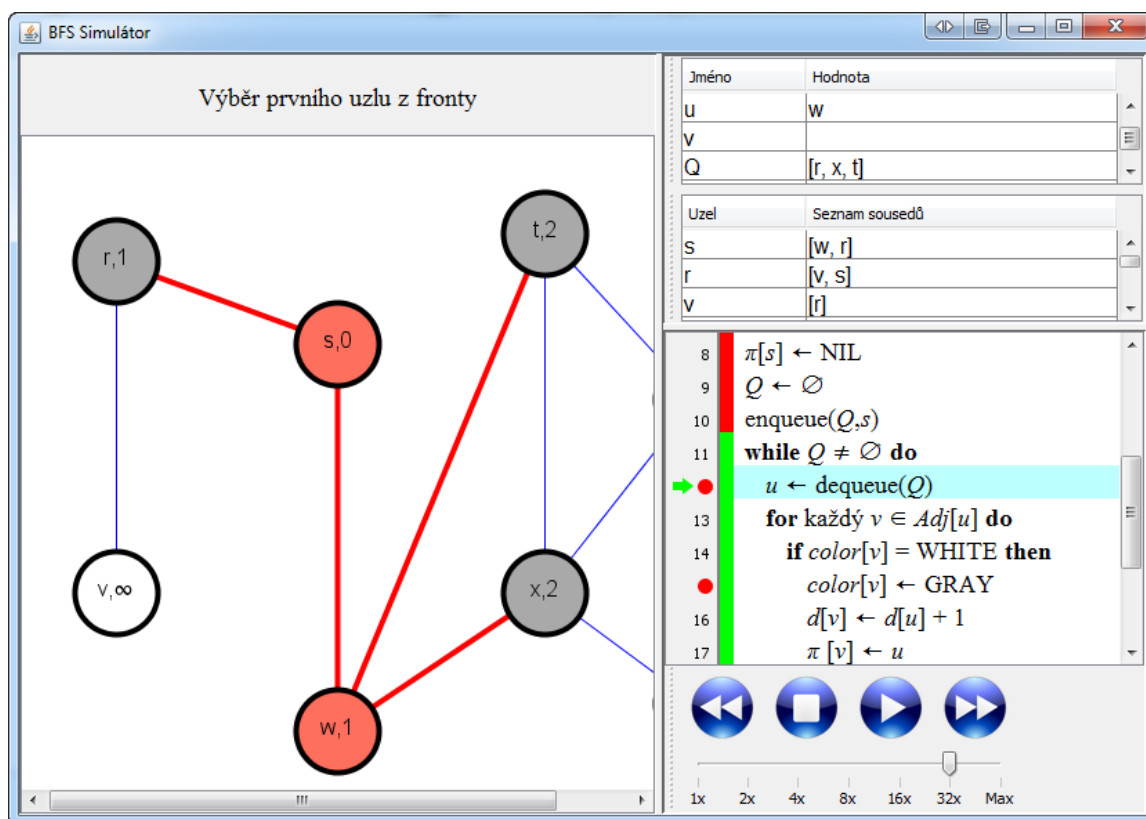 BFS Simulátor
Výběr prvního uzlu z fronty
r,1
t,2
s,0
v,∞
x,2
w,1
Jméno Hodnota
u w
v
Q [r, x, t]
Uzel Seznam sousedů
s [w, r]
r [v, s]
v [r]
8 π[s] ← NIL
9 Q ← ∅
10 enqueue(Q,s)
11 while Q ≠ ∅ do
u ← dequeue(Q)
13 for každý v ∈ Adj[u] do
14 if color[v] = WHITE then
color[v] ← GRAY
16 d[v] ← d[u] + 1
17 π [v] ← u
1x 2x 4x 8x 16x 32x Max